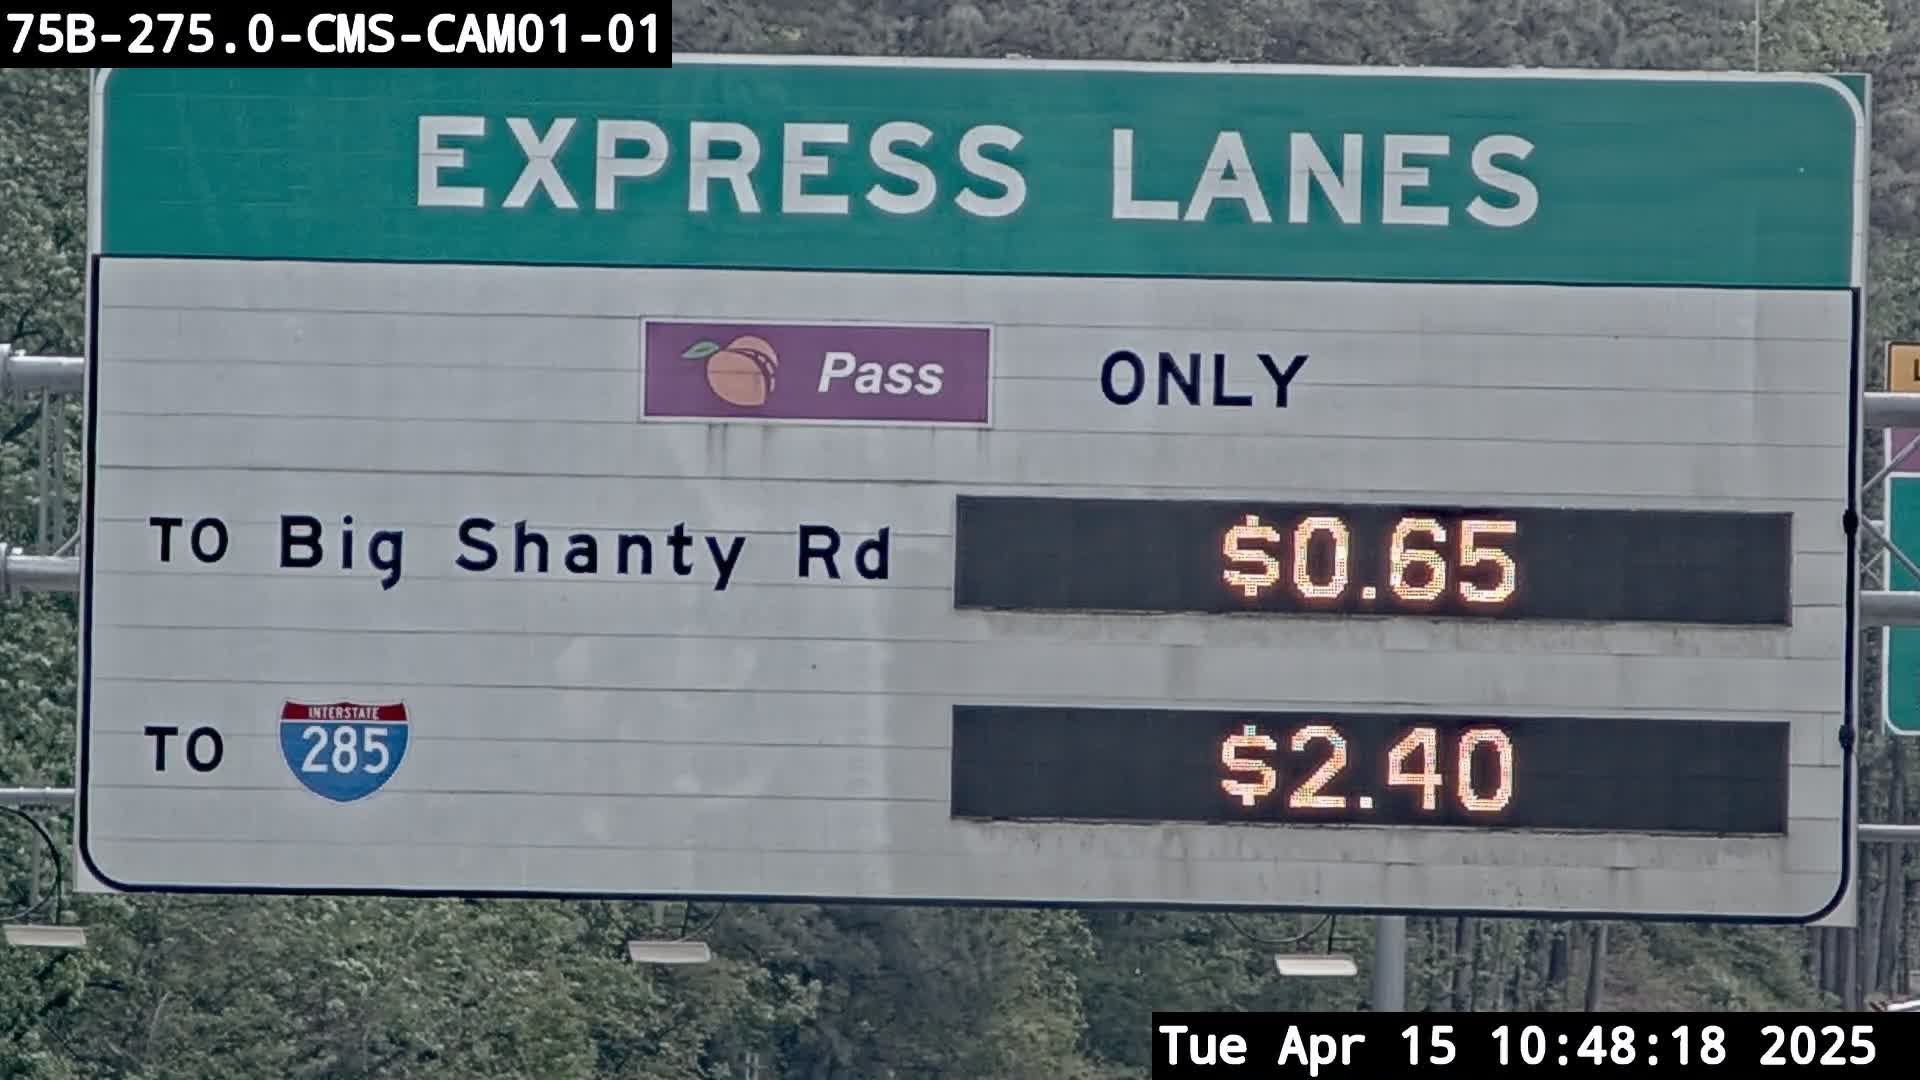 75B-275.0-CMS-CAM01-01
EXPRESS LANES
Pass ONLY
TO Big Shanty Rd $0.65
INTERSTATE
TO 285 $2.40
Tue Apr 15 10:48:18 2025